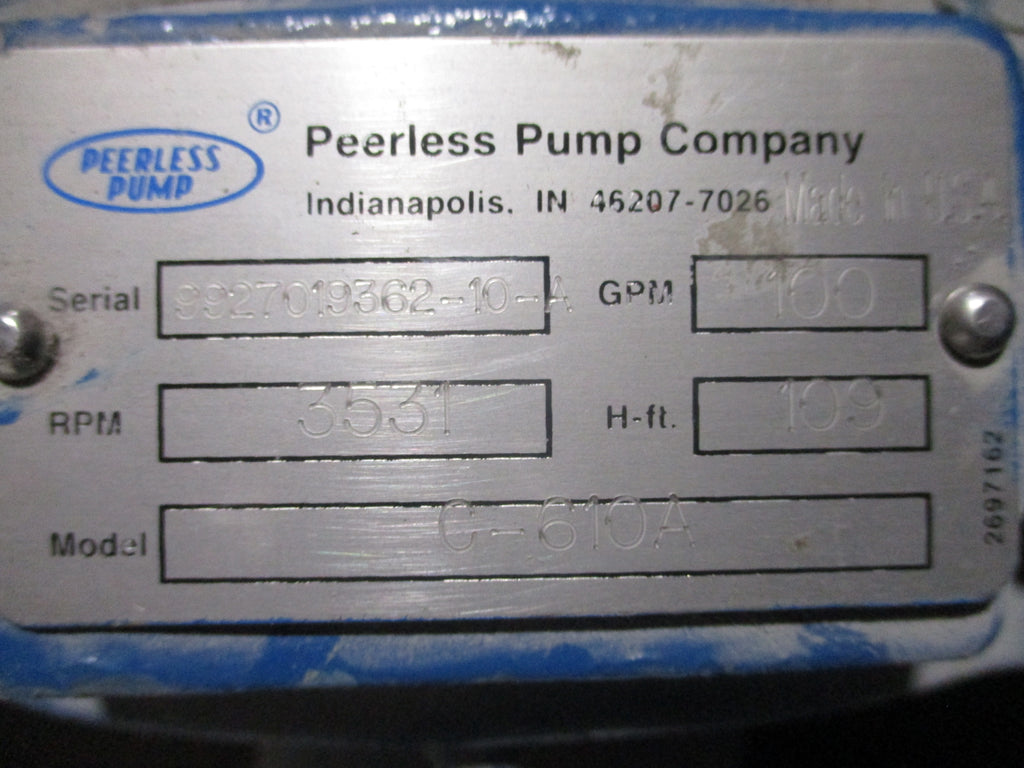 PEERLESS
PUMP
®
Peerless Pump Company
Indianapolis, IN 46207-7026 Made in USA
Serial 9927019362-10-A GPM 100
RPM 3531 H-ft. 109
Model C-610A
2697162